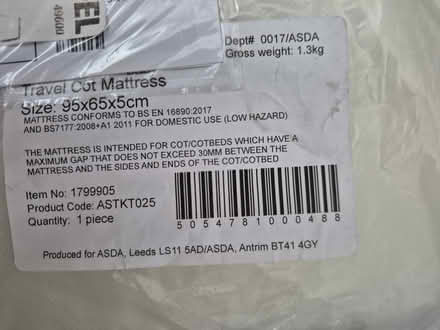 EL
49600
Dept# 0017/ASDA
Gross weight: 1.3kg
Travel Cot Mattress
Size: 95x65x5cm
MATTRESS CONFORMS TO BS EN 16890:2017
AND BS7177:2008+A1 2011 FOR DOMESTIC USE (LOW HAZARD)
THE MATTRESS IS INTENDED FOR COT/COTBEDS WHICH HAVE A
MAXIMUM GAP THAT DOES NOT EXCEED 30MM BETWEEN THE
MATTRESS AND THE SIDES AND ENDS OF THE COT/COTBED
Item No: 1799905
Product Code: ASTKT025
Quantity: 1 piece
5054781000488
Produced for ASDA, Leeds LS11 5AD/ASDA, Antrim BT41 4GY